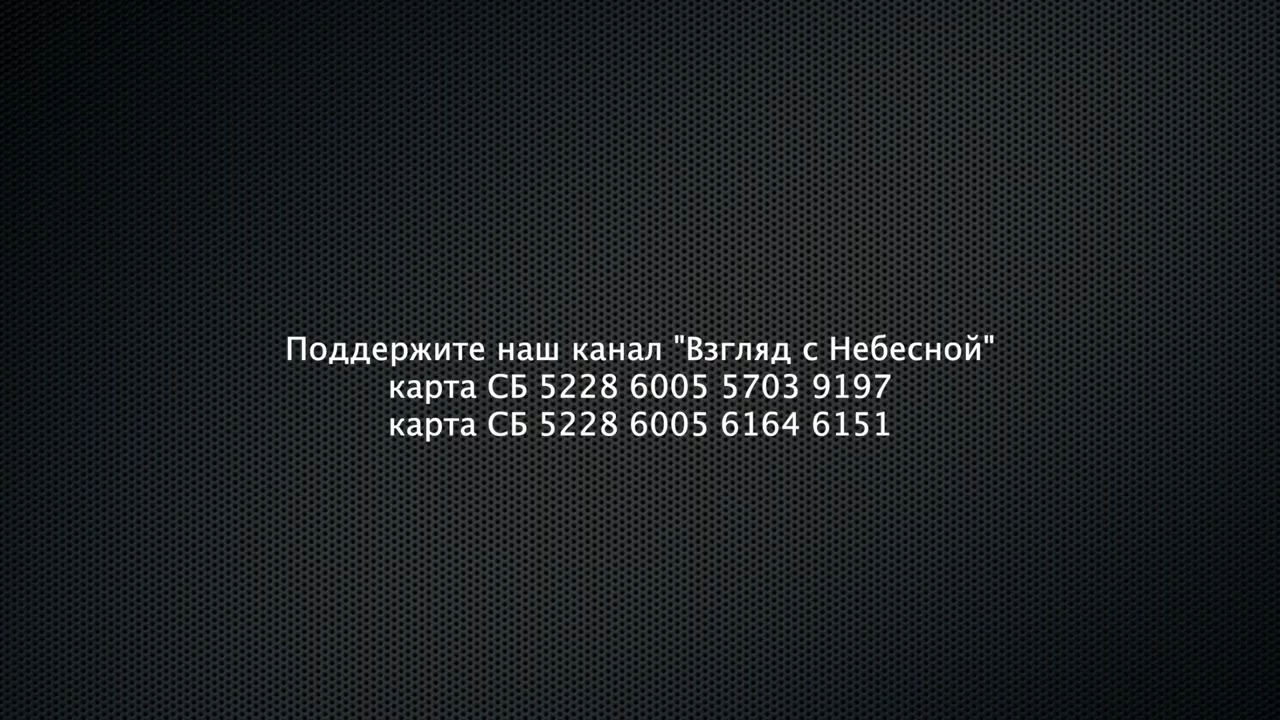 Поддержите наш канал "Взгляд с Небесной"
карта СБ 5228 6005 5703 9197
карта СБ 5228 6005 6164 6151